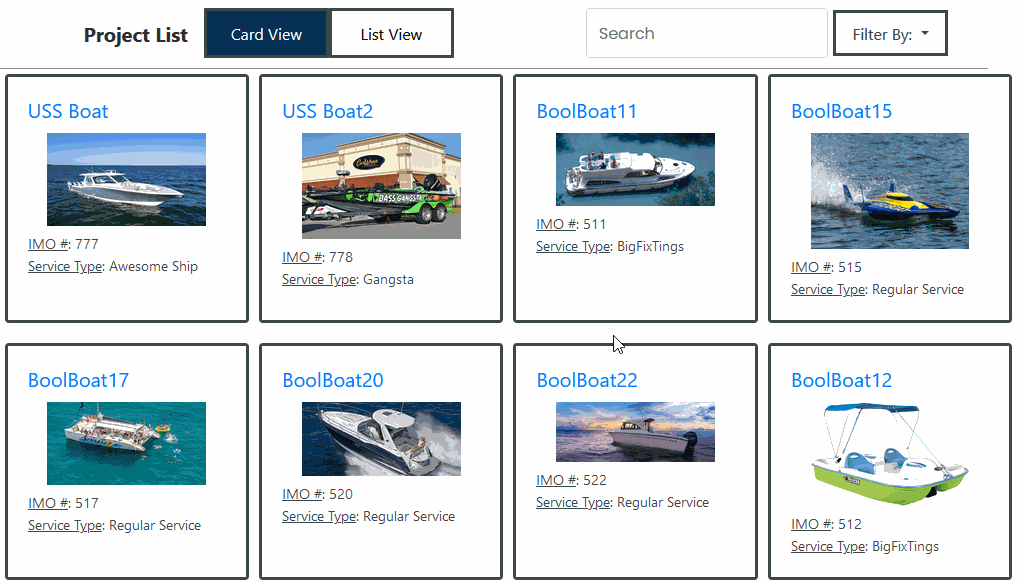 Project List
Card View
List View
Search
Filter By:
USS Boat
IMO #: 777
Service Type: Awesome Ship
USS Boat2
BASS GANGSTA
IMO #: 778
Service Type: Gangsta
BoolBoat11
IMO #: 511
Service Type: BigFixTings
BoolBoat15
IMO #: 515
Service Type: Regular Service
BoolBoat17
IMO #: 517
Service Type: Regular Service
BoolBoat20
IMO #: 520
Service Type: Regular Service
BoolBoat22
IMO #: 522
Service Type: Regular Service
BoolBoat12
IMO #: 512
Service Type: BigFixTings